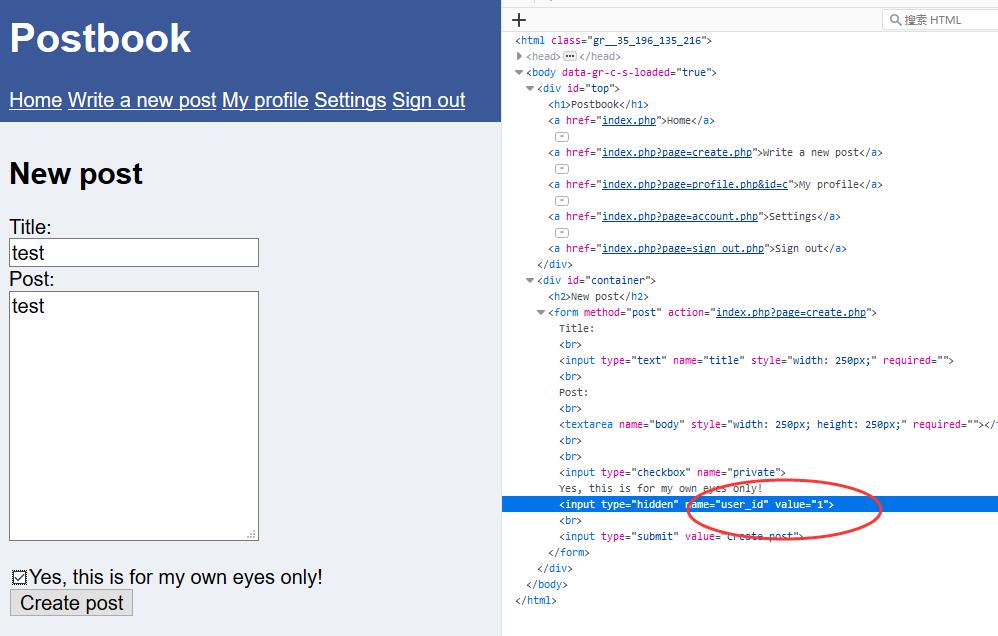 Postbook
Home Write a new post My profile Settings Sign out
New post
Title:
test
Post:
test
Yes, this is for my own eyes only!
Create post
搜索 HTML
<html class="gr__35_196_135_216">
<head> </head>
<body data-gr-c-s-loaded="true">
<div id="top">
<h1>Postbook</h1>
<a href="index.php">Home</a>
<a href="index.php?page=create.php">Write a new post</a>
<a href="index.php?page=profile.php&id=c">My profile</a>
<a href="index.php?page=account.php">Settings</a>
<a href="index.php?page=sign_out.php">Sign out</a>
</div>
<div id="container">
<h2>New post</h2>
<form method="post" action="index.php?page=create.php">
Title:
<br>
<input type="text" name="title" style="width: 250px;" required="">
<br>
Post:
<br>
<textarea name="body" style="width: 250px; height: 250px;" required=""></
<br>
<br>
<input type="checkbox" name="private">
Yes, this is for my own eyes only!
<input type="hidden" name="user_id" value="1">
<br>
<input type="submit" value="Create post">
</form>
</div>
</body>
</html>